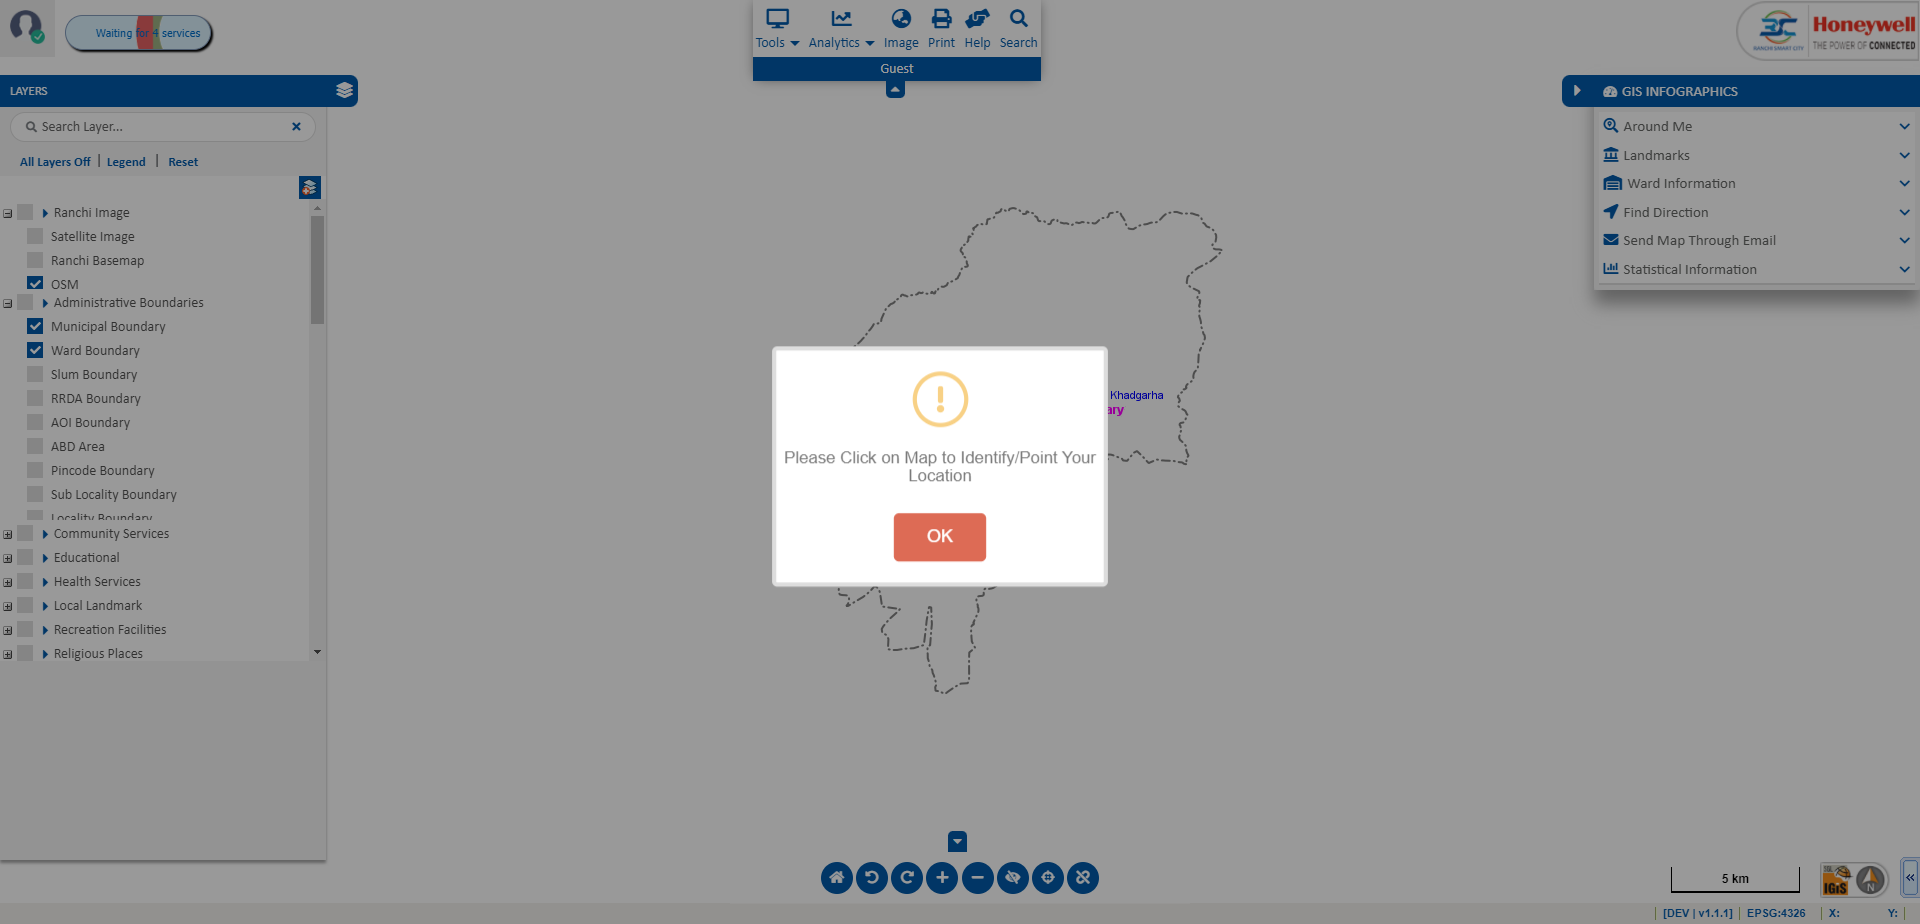 Waiting for 4 services
Tools
Analytics
Image
Print
Help
Search
Guest
RANCHI SMART CITY
Honeywell
THE POWER OF CONNECTED
LAYERS
Search Layer...
All Layers Off
Legend
Reset
Ranchi Image
Satellite Image
Ranchi Basemap
OSM
Administrative Boundaries
Municipal Boundary
Ward Boundary
Slum Boundary
RRDA Boundary
AOI Boundary
ABD Area
Pincode Boundary
Sub Locality Boundary
Locality Boundary
Community Services
Educational
Health Services
Local Landmark
Recreation Facilities
Religious Places
GIS INFOGRAPHICS
Around Me
Landmarks
Ward Information
Find Direction
Send Map Through Email
Statistical Information
Khadgarha
ary
Please Click on Map to Identify/Point Your
Location
OK
5 km
IGiS
N
[DEV | v1.1.1]
EPSG:4326
X:
Y: